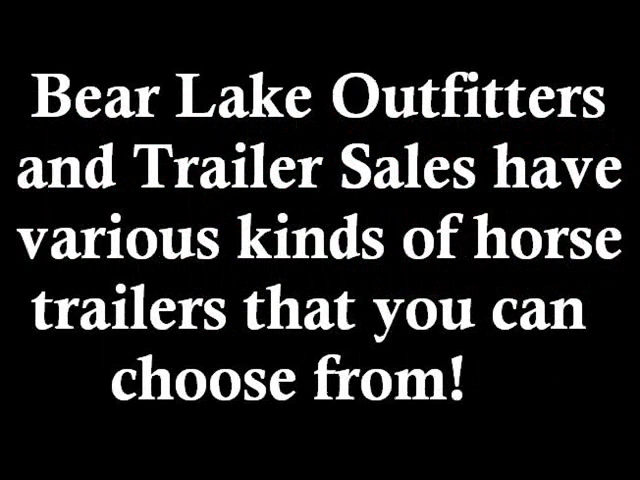 Bear Lake Outfitters
and Trailer Sales have
various kinds of horse
trailers that you can
choose from!